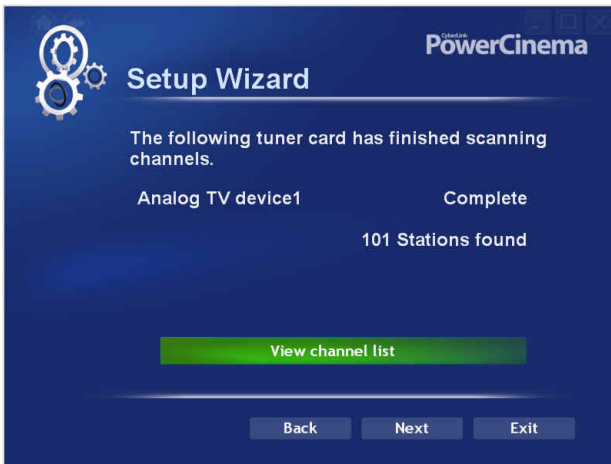 CyberLink
PowerCinema
Setup Wizard
The following tuner card has finished scanning
channels.
Analog TV device1 Complete
101 Stations found
View channel list
Back Next Exit